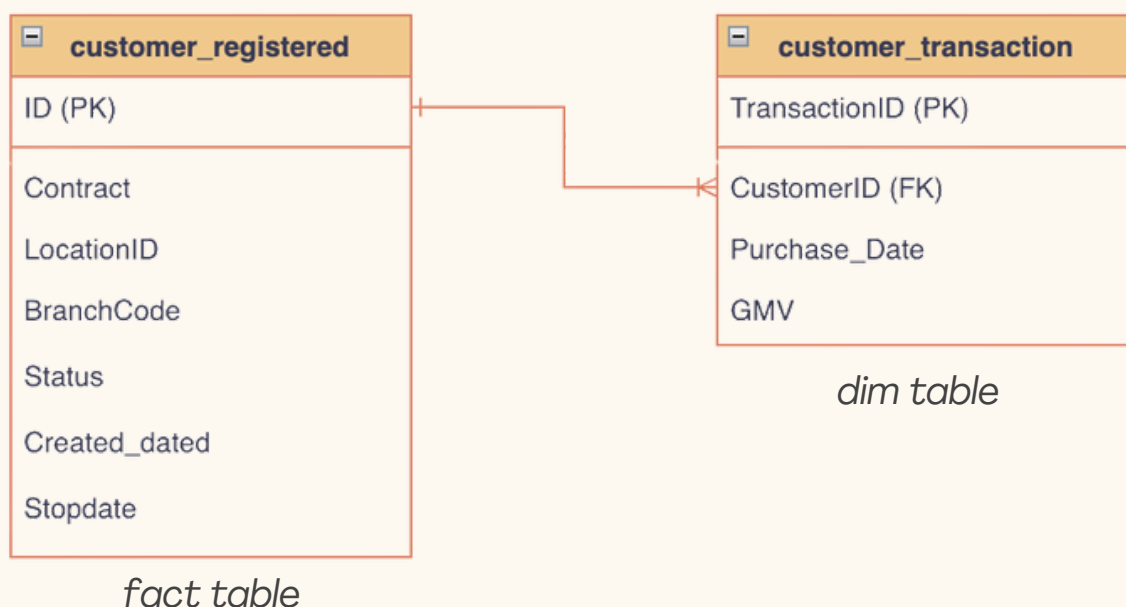 customer_registered
ID (PK)
Contract
LocationID
BranchCode
Status
Created_dated
Stopdate
fact table
customer_transaction
TransactionID (PK)
CustomerID (FK)
Purchase_Date
GMV
dim table